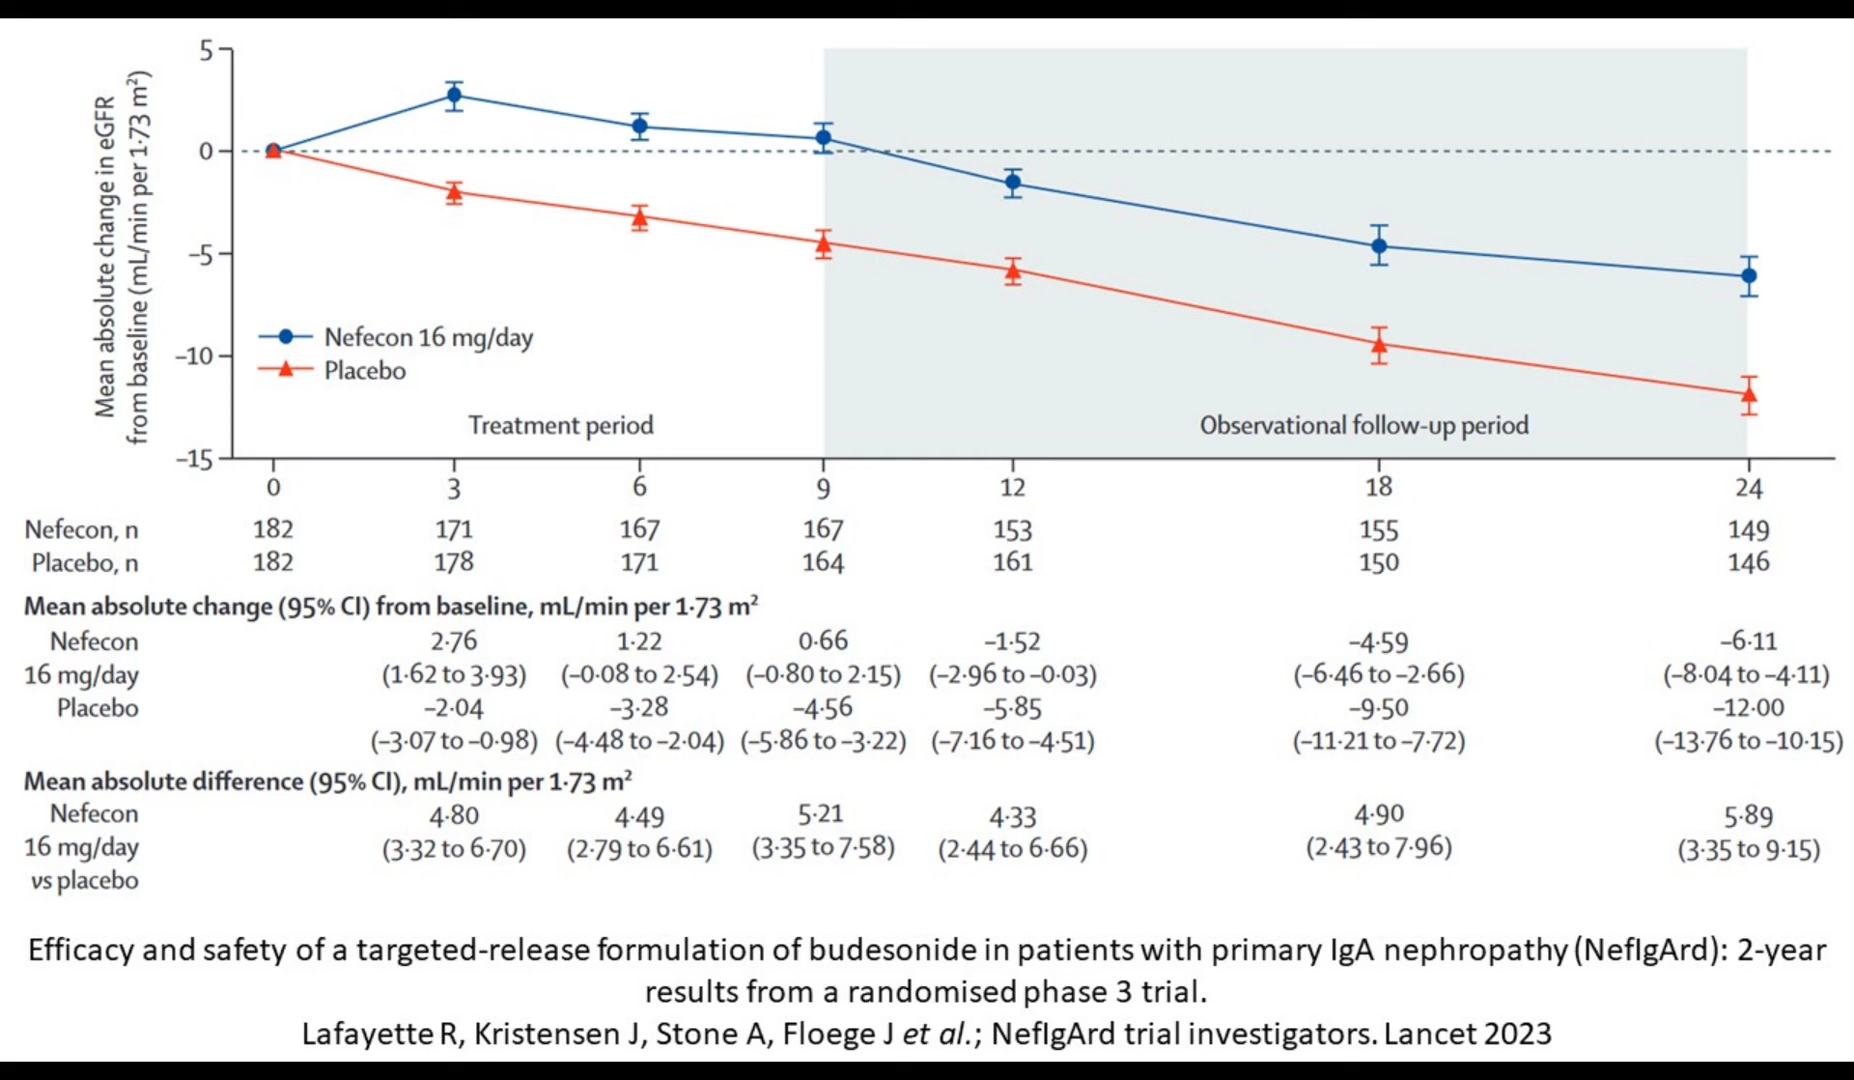 5
0
–5
–10
–15
Mean absolute change in eGFR
from baseline (mL/min per 1·73 m²)
Nefecon 16 mg/day
Placebo
Treatment period
Observational follow-up period
0 3 6 9 12 18 24
Nefecon, n 182 171 167 167 153 155 149
Placebo, n 182 178 171 164 161 150 146
Mean absolute change (95% CI) from baseline, mL/min per 1·73 m²
Nefecon 2·76 1·22 0·66 –1·52 –4·59 –6·11
16 mg/day (1·62 to 3·93) (–0·08 to 2·54) (–0·80 to 2·15) (–2·96 to –0·03) (–6·46 to –2·66) (–8·04 to –4·11)
Placebo –2·04 –3·28 –4·56 –5·85 –9·50 –12·00
(–3·07 to –0·98) (–4·48 to –2·04) (–5·86 to –3·22) (–7·16 to –4·51) (–11·21 to –7·72) (–13·76 to –10·15)
Mean absolute difference (95% CI), mL/min per 1·73 m²
Nefecon 4·80 4·49 5·21 4·33 4·90 5·89
16 mg/day (3·32 to 6·70) (2·79 to 6·61) (3·35 to 7·58) (2·44 to 6·66) (2·43 to 7·96) (3·35 to 9·15)
vs placebo
Efficacy and safety of a targeted-release formulation of budesonide in patients with primary IgA nephropathy (NefIgArd): 2-year
results from a randomised phase 3 trial.
Lafayette R, Kristensen J, Stone A, Floege J et al.; NefIgArd trial investigators. Lancet 2023